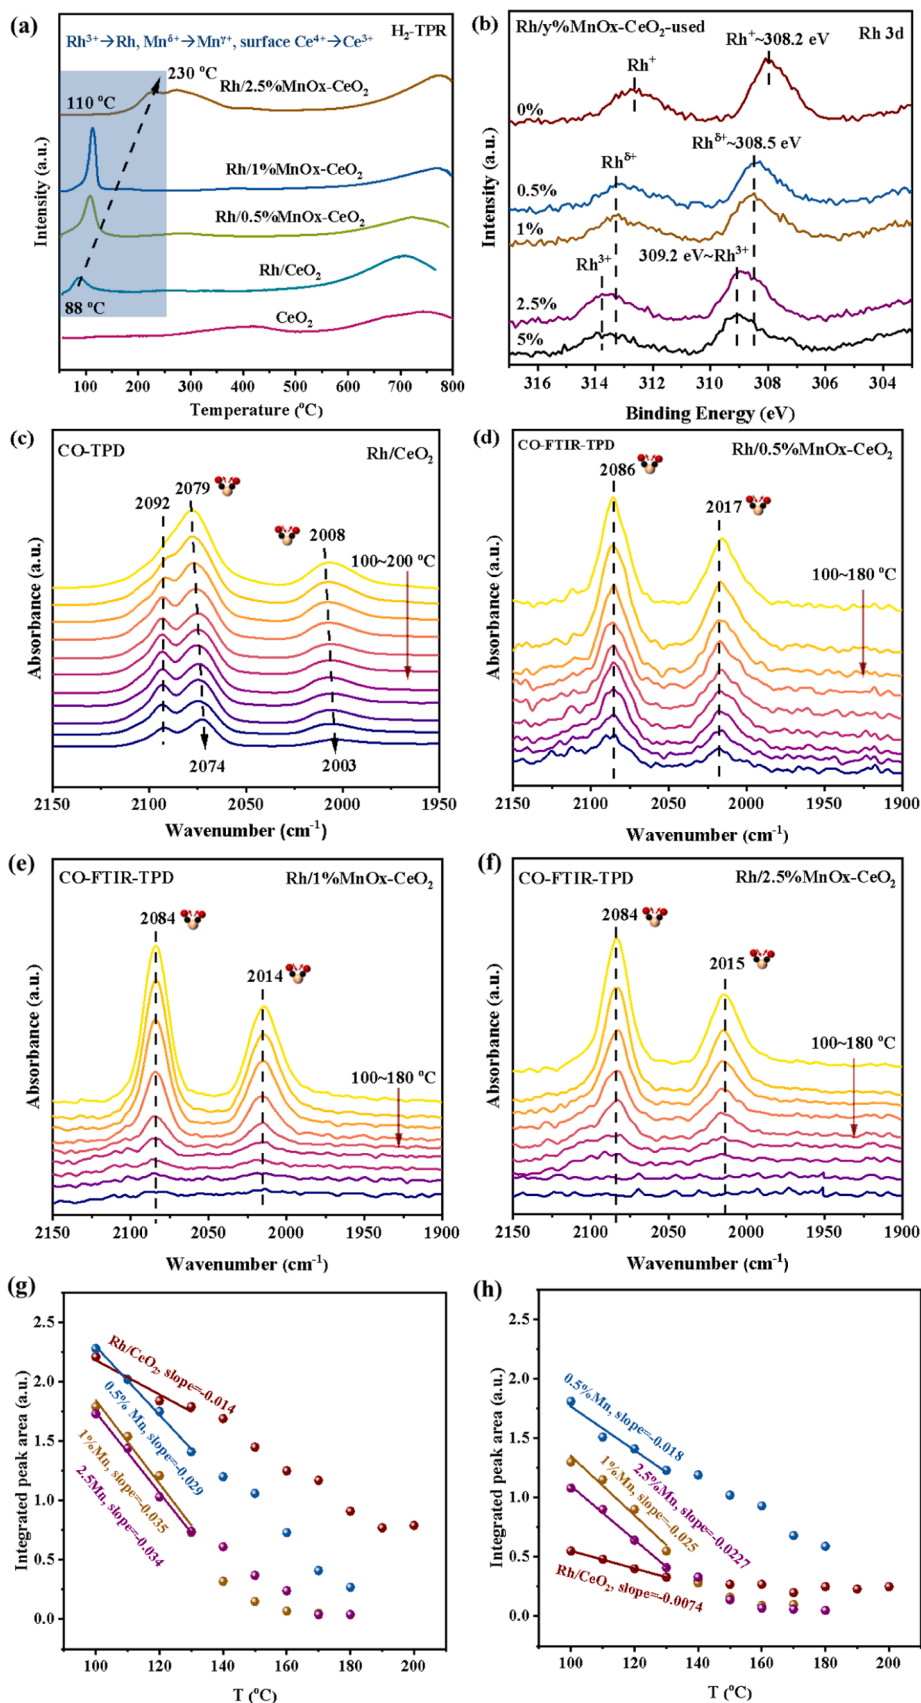 (a)
H₂-TPR
Rh³⁺→Rh, Mnᵟ⁺→Mnᵞ⁺, surface Ce⁴⁺→Ce³⁺
230 °C
Rh/2.5%MnOx-CeO₂
110 °C
Rh/1%MnOx-CeO₂
Rh/0.5%MnOx-CeO₂
Rh/CeO₂
88 °C
CeO₂
Intensity (a.u.)
100 200 300 400 500 600 700 800
Temperature (°C)
(b)
Rh/y%MnOx-CeO₂-used
Rh 3d
Rh⁺~308.2 eV
Rh⁺
0%
Rhᵟ⁺~308.5 eV
Rhᵟ⁺
0.5%
1%
309.2 eV~Rh³⁺
Rh³⁺
2.5%
5%
Intensity (a.u.)
316 314 312 310 308 306 304
Binding Energy (eV)
(c)
CO-TPD
Rh/CeO₂
2092 2079
2008
100~200 °C
2074 2003
Absorbance (a.u.)
2150 2100 2050 2000 1950
Wavenumber (cm⁻¹)
(d)
CO-FTIR-TPD
Rh/0.5%MnOx-CeO₂
2086
2017
100~180 °C
Absorbance (a.u.)
2150 2100 2050 2000 1950 1900
Wavenumber (cm⁻¹)
(e)
CO-FTIR-TPD
Rh/1%MnOx-CeO₂
2084
2014
100~180 °C
Absorbance (a.u.)
2150 2100 2050 2000 1950 1900
Wavenumber (cm⁻¹)
(f)
CO-FTIR-TPD
Rh/2.5%MnOx-CeO₂
2084
2015
100~180 °C
Absorbance (a.u.)
2150 2100 2050 2000 1950 1900
Wavenumber (cm⁻¹)
(g)
Integrated peak area (a.u.)
2.5
2.0
1.5
1.0
0.5
0.0
Rh/CeO₂, slope=-0.014
0.5% Mn, slope=-0.029
1%Mn, slope=-0.035
2.5Mn, slope=-0.034
100 120 140 160 180 200
T (°C)
(h)
Integrated peak area (a.u.)
2.5
2.0
1.5
1.0
0.5
0.0
0.5% Mn, slope=-0.018
2.5%Mn, slope=-0.0227
1%Mn, slope=-0.025
Rh/CeO₂, slope=-0.0074
100 120 140 160 180 200
T (°C)